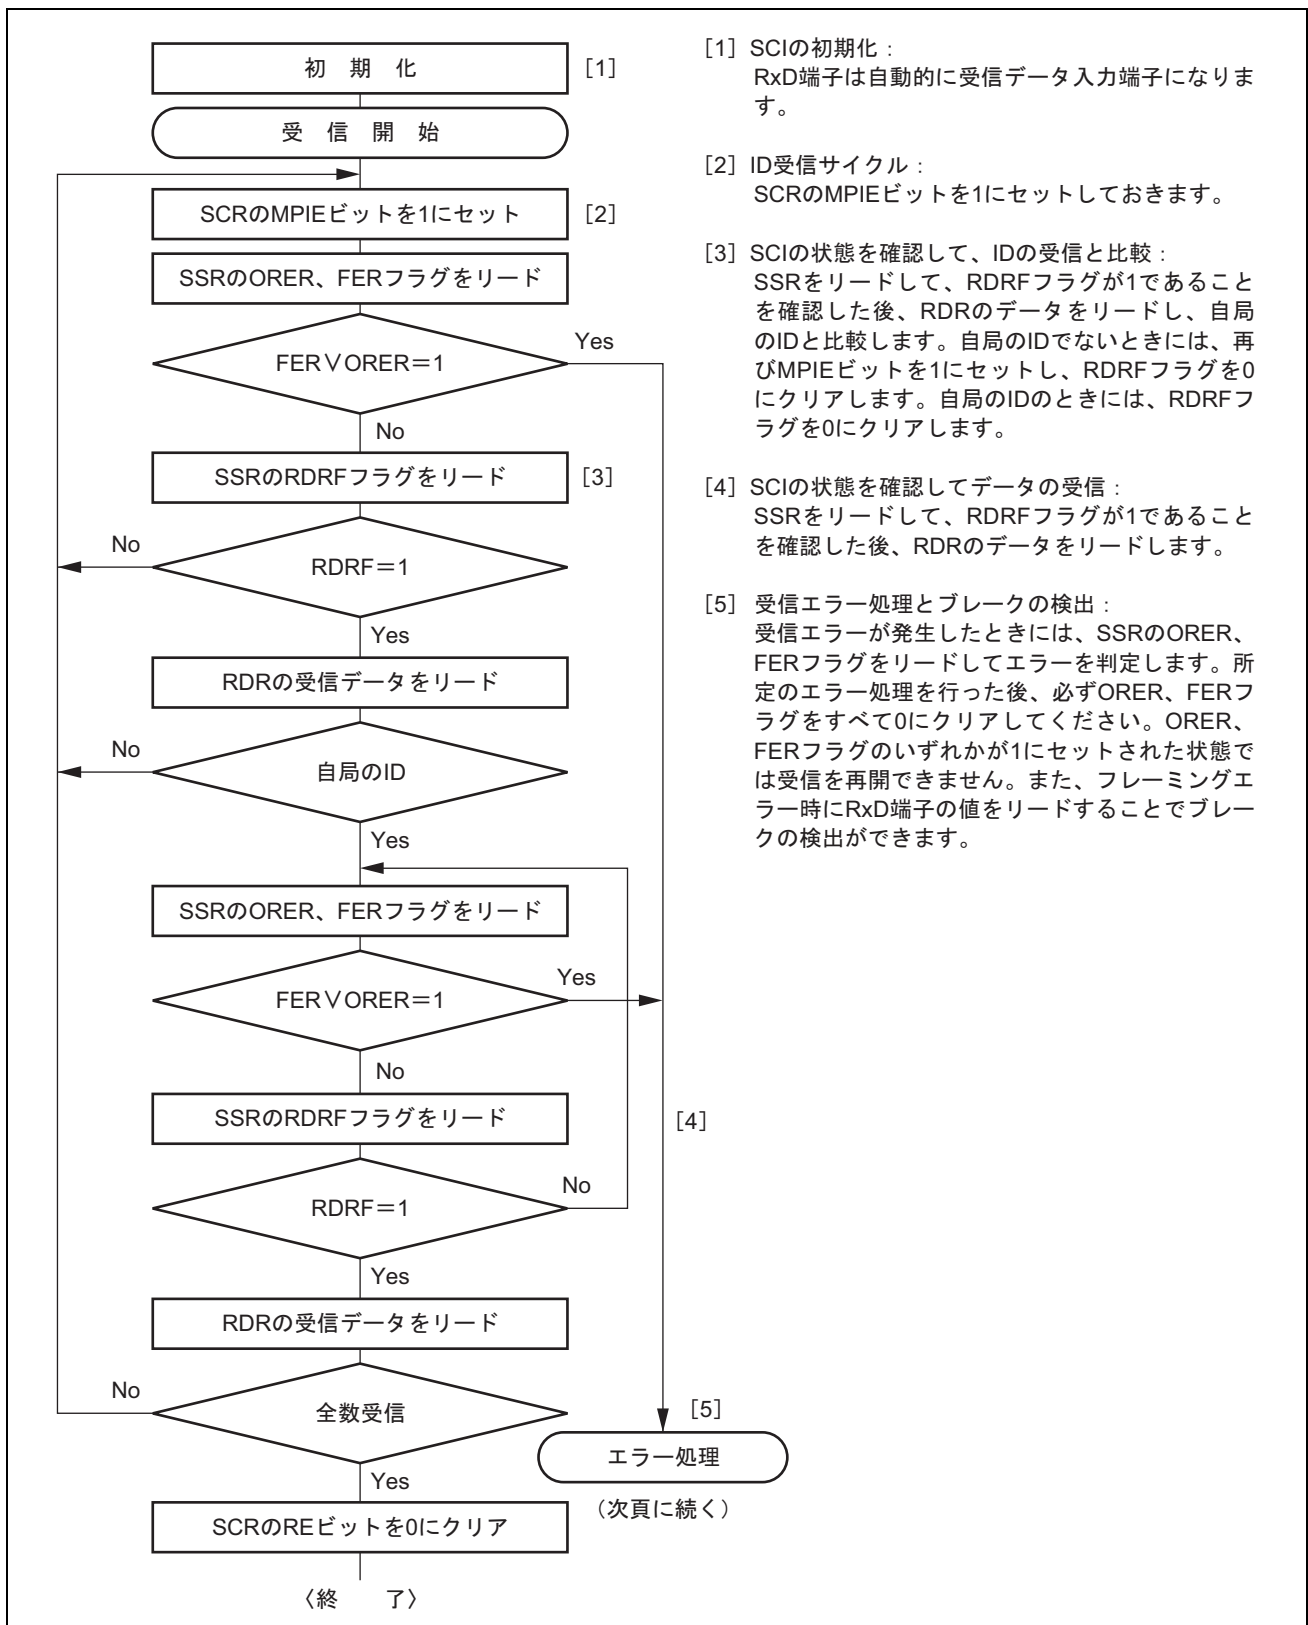 初 期 化 [1]
受 信 開 始
SCRのMPIEビットを1にセット [2]
SSRのORER、FERフラグをリード
FER∨ORER=1
Yes
No
SSRのRDRFフラグをリード [3]
No
RDRF=1
Yes
RDRの受信データをリード
No
自局のID
Yes
SSRのORER、FERフラグをリード
FER∨ORER=1
Yes
No
SSRのRDRFフラグをリード
[4]
RDRF=1
No
Yes
RDRの受信データをリード
No
全数受信
[5]
エラー処理
(次頁に続く)
Yes
SCRのREビットを0にクリア
〈終 了〉
[1] SCIの初期化:
RxD端子は自動的に受信データ入力端子になりま
す。
[2] ID受信サイクル:
SCRのMPIEビットを1にセットしておきます。
[3] SCIの状態を確認して、IDの受信と比較:
SSRをリードして、RDRFフラグが1であること
を確認した後、RDRのデータをリードし、自局
のIDと比較します。自局のIDでないときには、再
びMPIEビットを1にセットし、RDRFフラグを0
にクリアします。自局のIDのときには、RDRFフ
ラグを0にクリアします。
[4] SCIの状態を確認してデータの受信:
SSRをリードして、RDRFフラグが1であること
を確認した後、RDRのデータをリードします。
[5] 受信エラー処理とブレークの検出:
受信エラーが発生したときには、SSRのORER、
FERフラグをリードしてエラーを判定します。所
定のエラー処理を行った後、必ずORER、FERフ
ラグをすべて0にクリアしてください。ORER、
FERフラグのいずれかが1にセットされた状態で
は受信を再開できません。また、フレーミングエ
ラー時にRxD端子の値をリードすることでブレー
クの検出ができます。